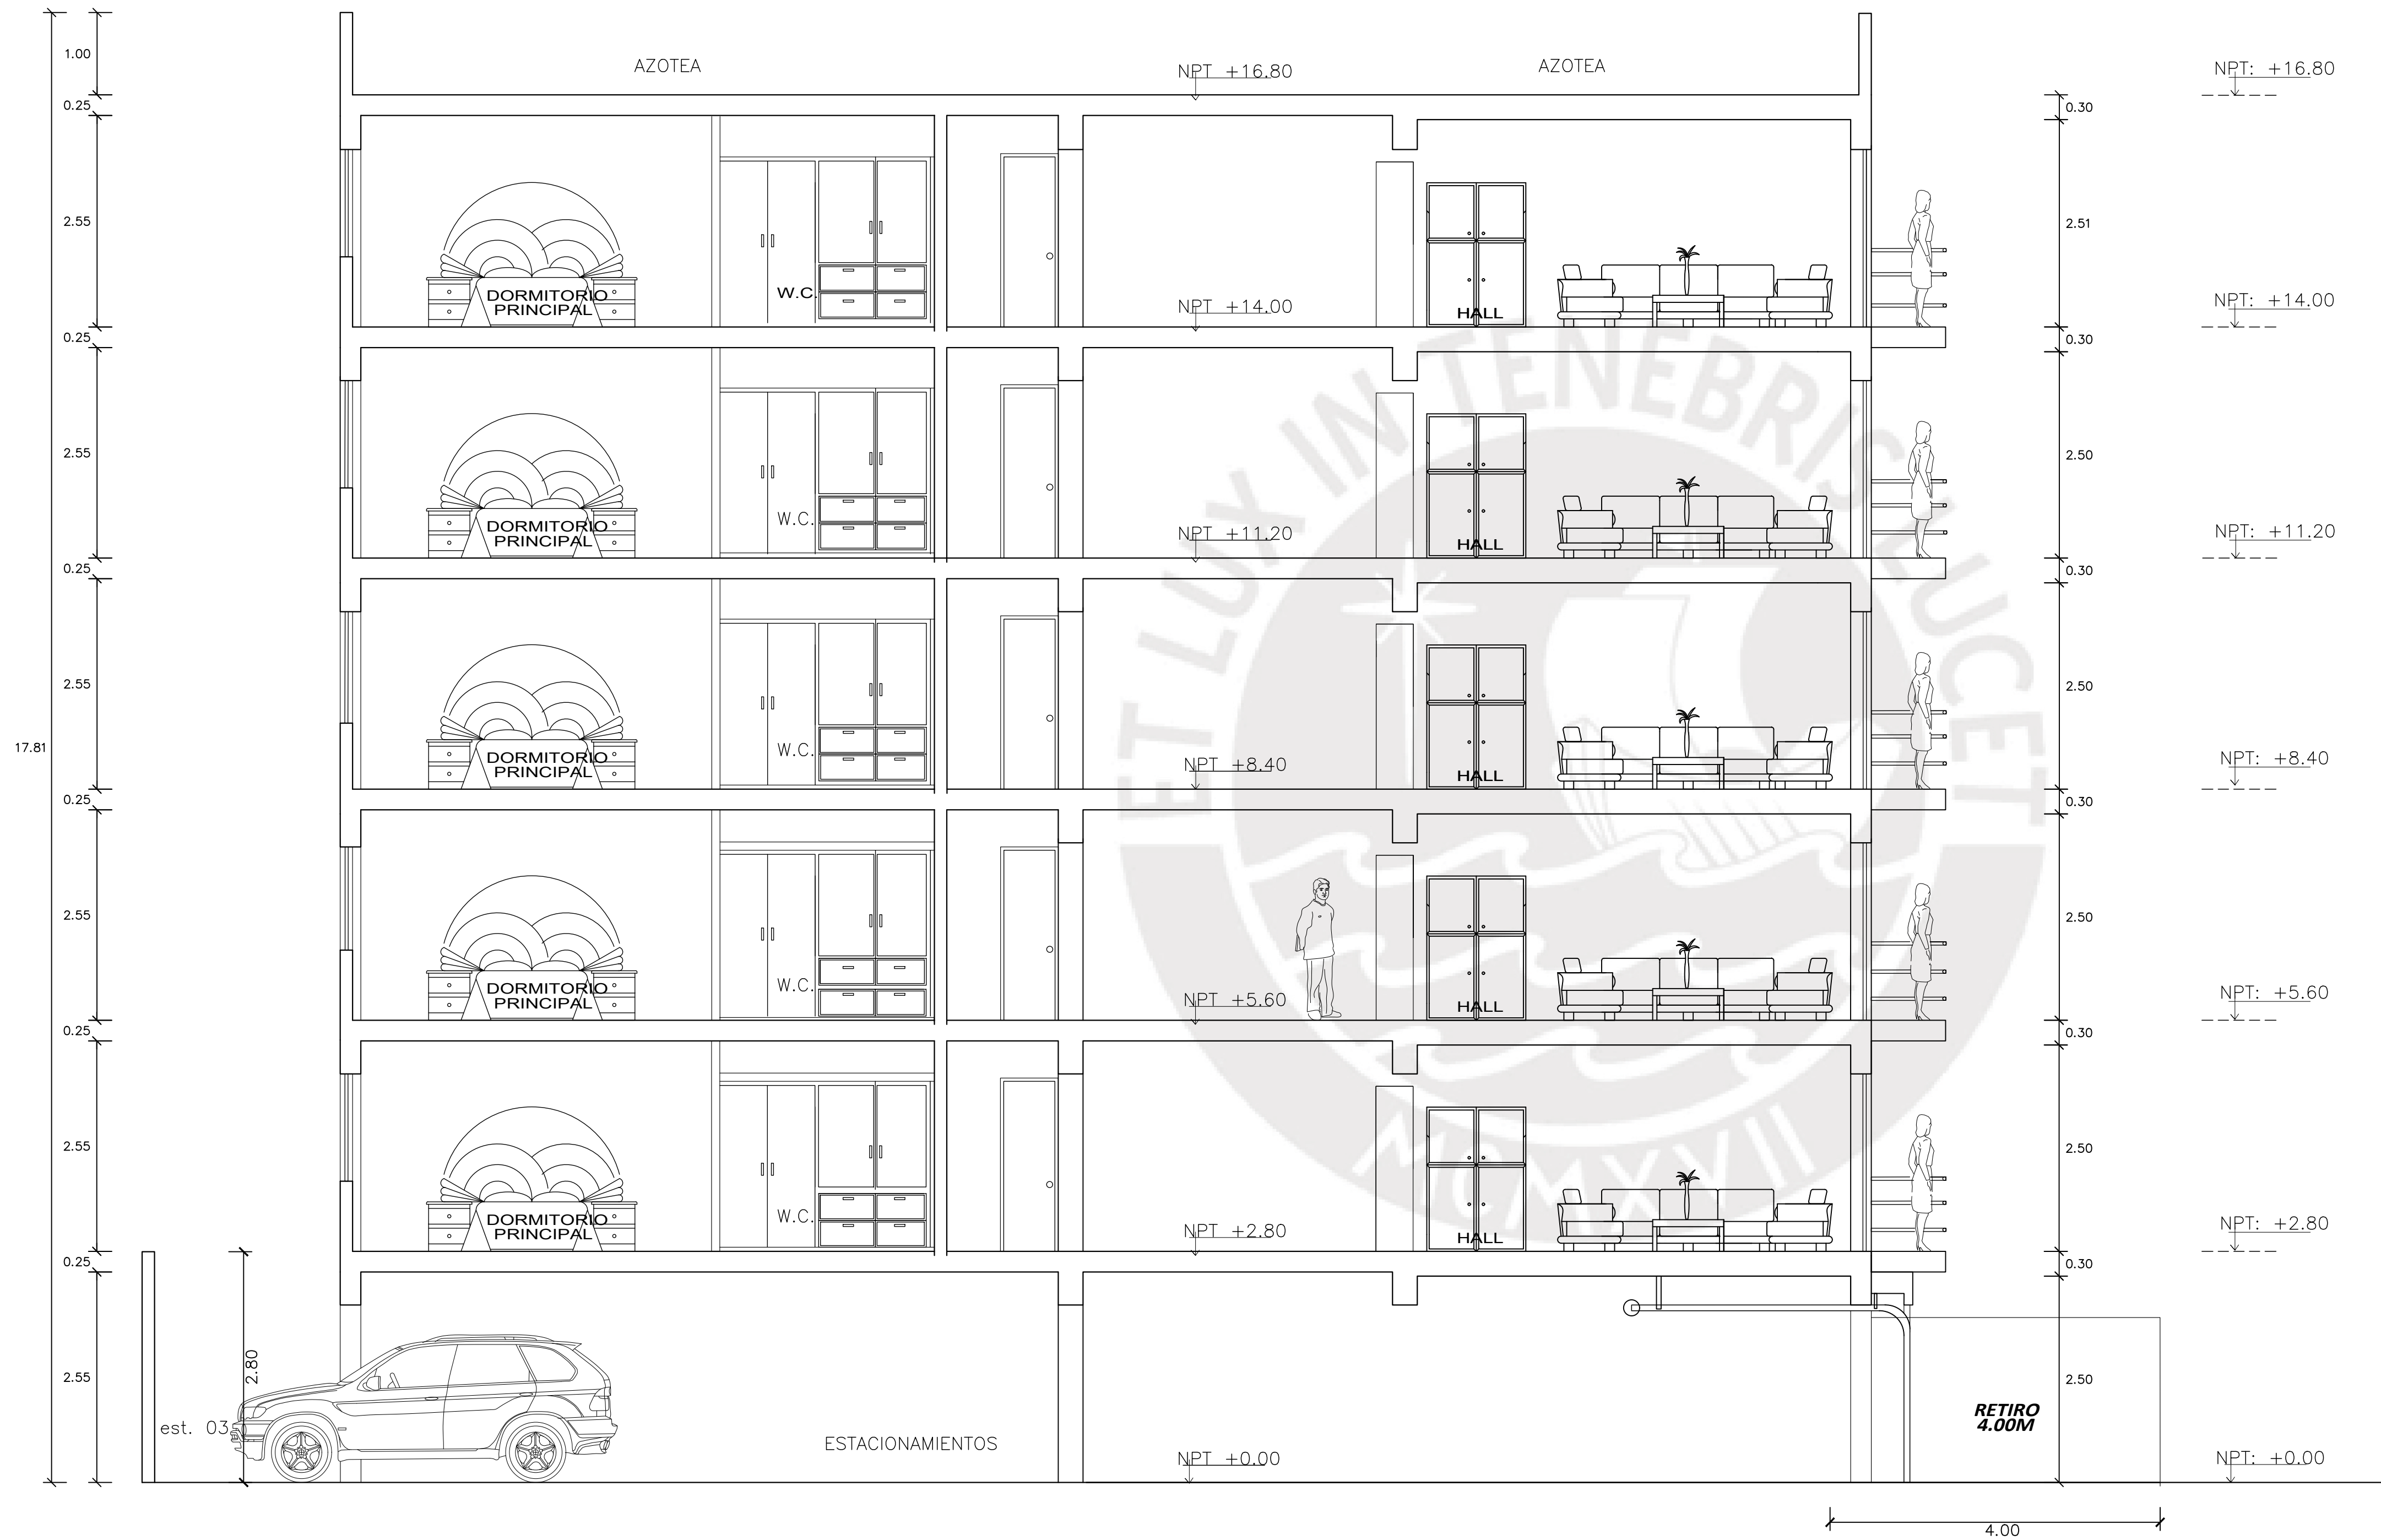 1.00
AZOTEA
NPT +16.80
AZOTEA
NPT: +16.80
0.25
0.30
2.55
2.51
DORMITORIO
PRINCIPAL
W.C.
NPT +14.00
HALL
NPT: +14.00
0.25
0.30
2.55
2.50
DORMITORIO
PRINCIPAL
W.C.
NPT +11.20
HALL
NPT: +11.20
0.25
0.30
2.55
2.50
17.81
DORMITORIO
PRINCIPAL
W.C.
NPT +8.40
HALL
NPT: +8.40
0.25
0.30
2.55
2.50
DORMITORIO
PRINCIPAL
W.C.
NPT +5.60
HALL
NPT: +5.60
0.25
0.30
2.55
2.50
DORMITORIO
PRINCIPAL
W.C.
NPT +2.80
HALL
NPT: +2.80
0.25
0.30
2.55
2.80
2.50
est. 03
ESTACIONAMIENTOS
RETIRO
4.00M
NPT +0.00
NPT: +0.00
4.00
ET LUX IN TENEBRIS LUCET
MCMXVII